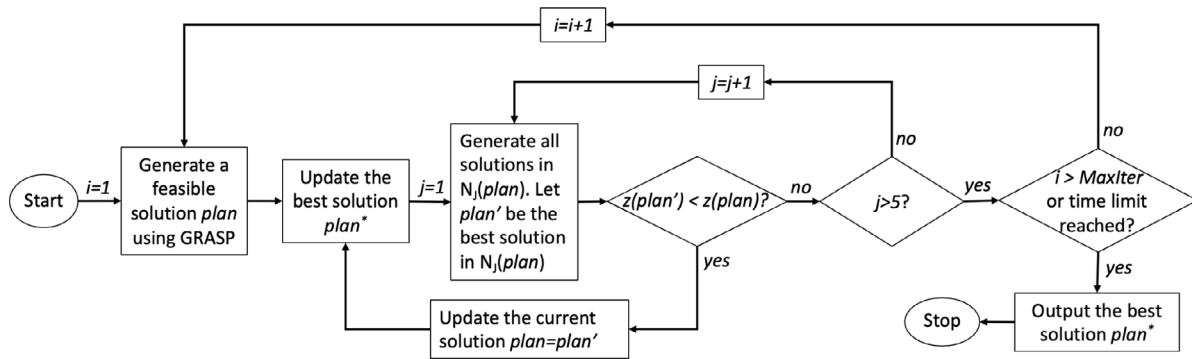 i=i+1
j=j+1
Start
i=1
Generate a
feasible
solution plan
using GRASP
Update the
best solution
plan*
j=1
Generate all
solutions in
NJ(plan). Let
plan' be the
best solution
in NJ(plan)
z(plan') < z(plan)?
no
yes
j>5?
no
yes
i > MaxIter
or time limit
reached?
no
yes
Update the current
solution plan=plan'
Stop
Output the best
solution plan*